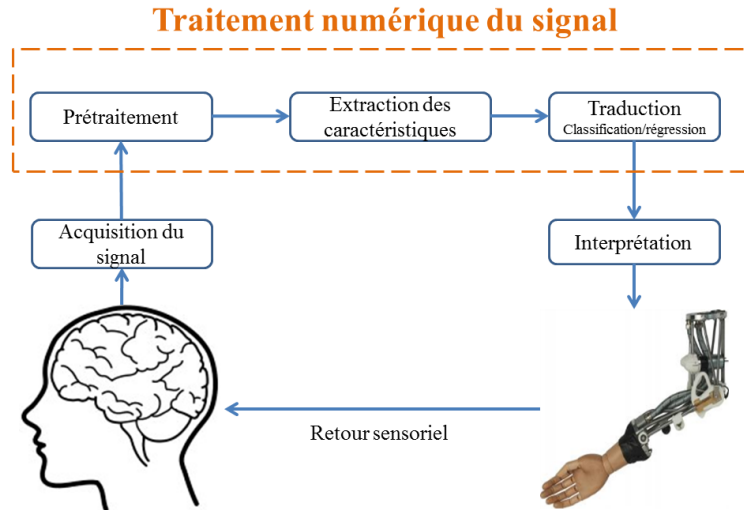 Traitement numérique du signal
Prétraitement
Extraction des
caractéristiques
Traduction
Classification/régression
Acquisition du
signal
Interprétation
Retour sensoriel